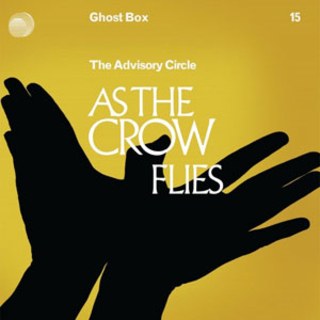 Ghost Box 15
The Advisory Circle
AS THE
CROW
FLIES